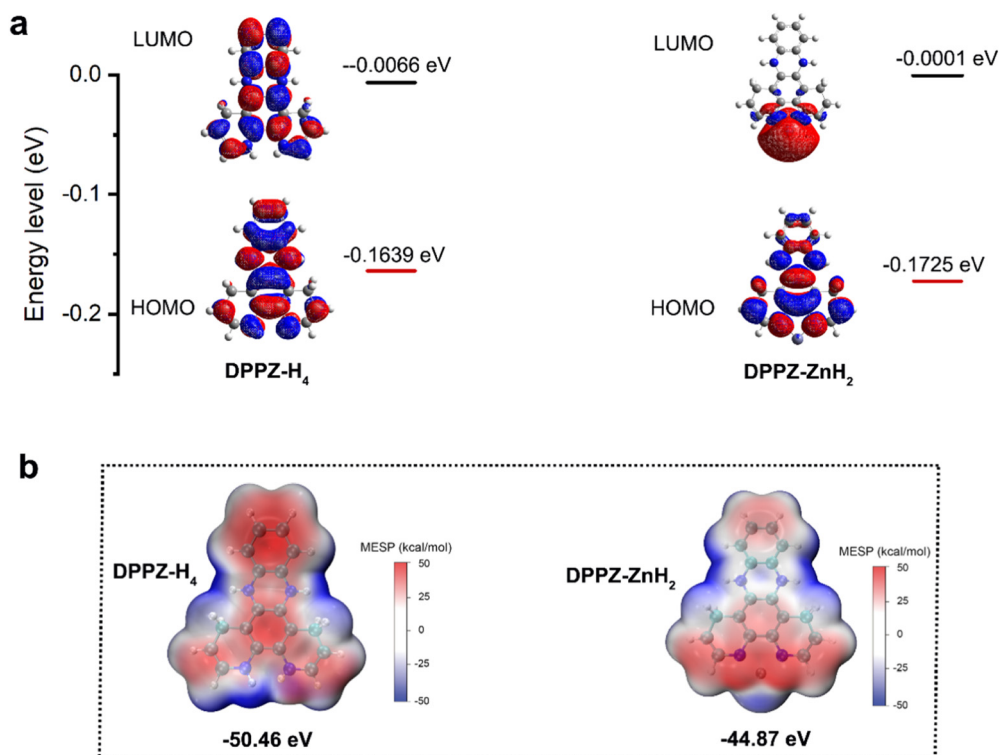 a
LUMO
--0.0066 eV
LUMO
-0.0001 eV
0.0
-0.1
-0.2
Energy level (eV)
HOMO
-0.1639 eV
HOMO
-0.1725 eV
DPPZ-H4
DPPZ-ZnH2
b
DPPZ-H4
MESP (kcal/mol)
50
25
0
-25
-50
-50.46 eV
DPPZ-ZnH2
MESP (kcal/mol)
50
25
0
-25
-50
-44.87 eV